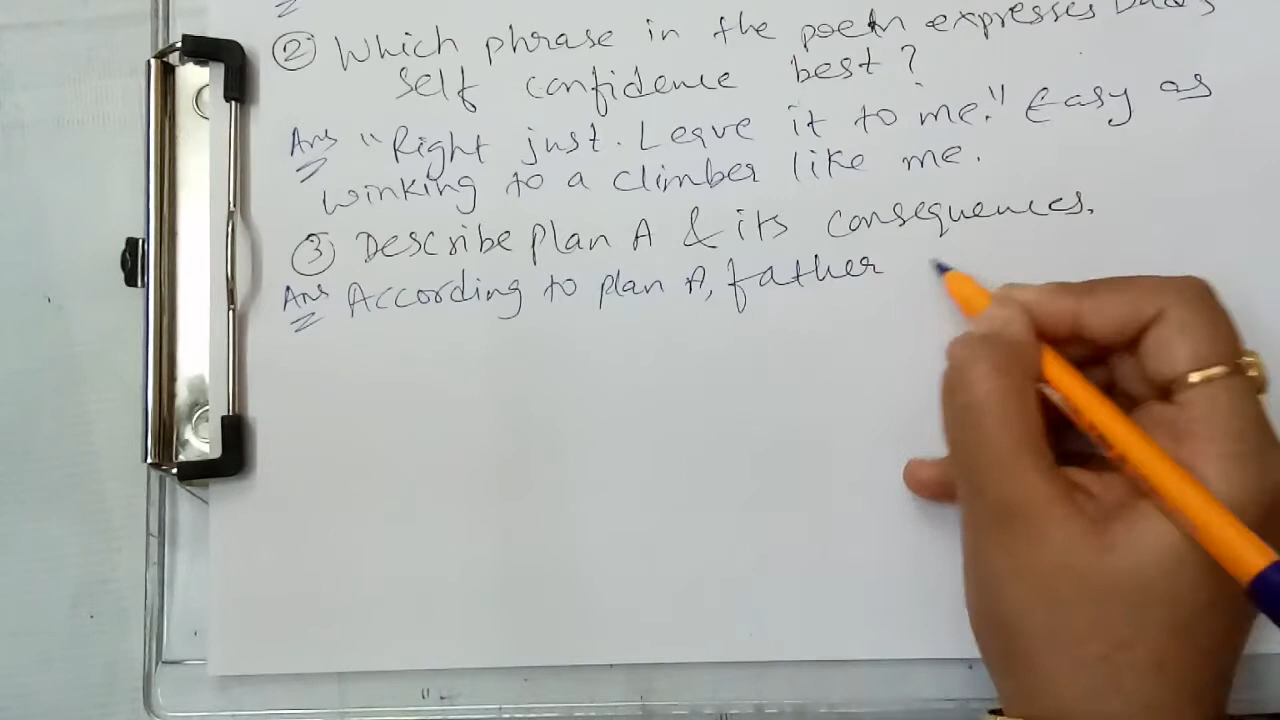 ② Which phrase in the poem expresses Dad's
self confidence best?
Ans "Right just. Leave it to me." Easy as
winking to a climber like me.
③ Describe plan A & its consequences.
Ans According to plan A, father